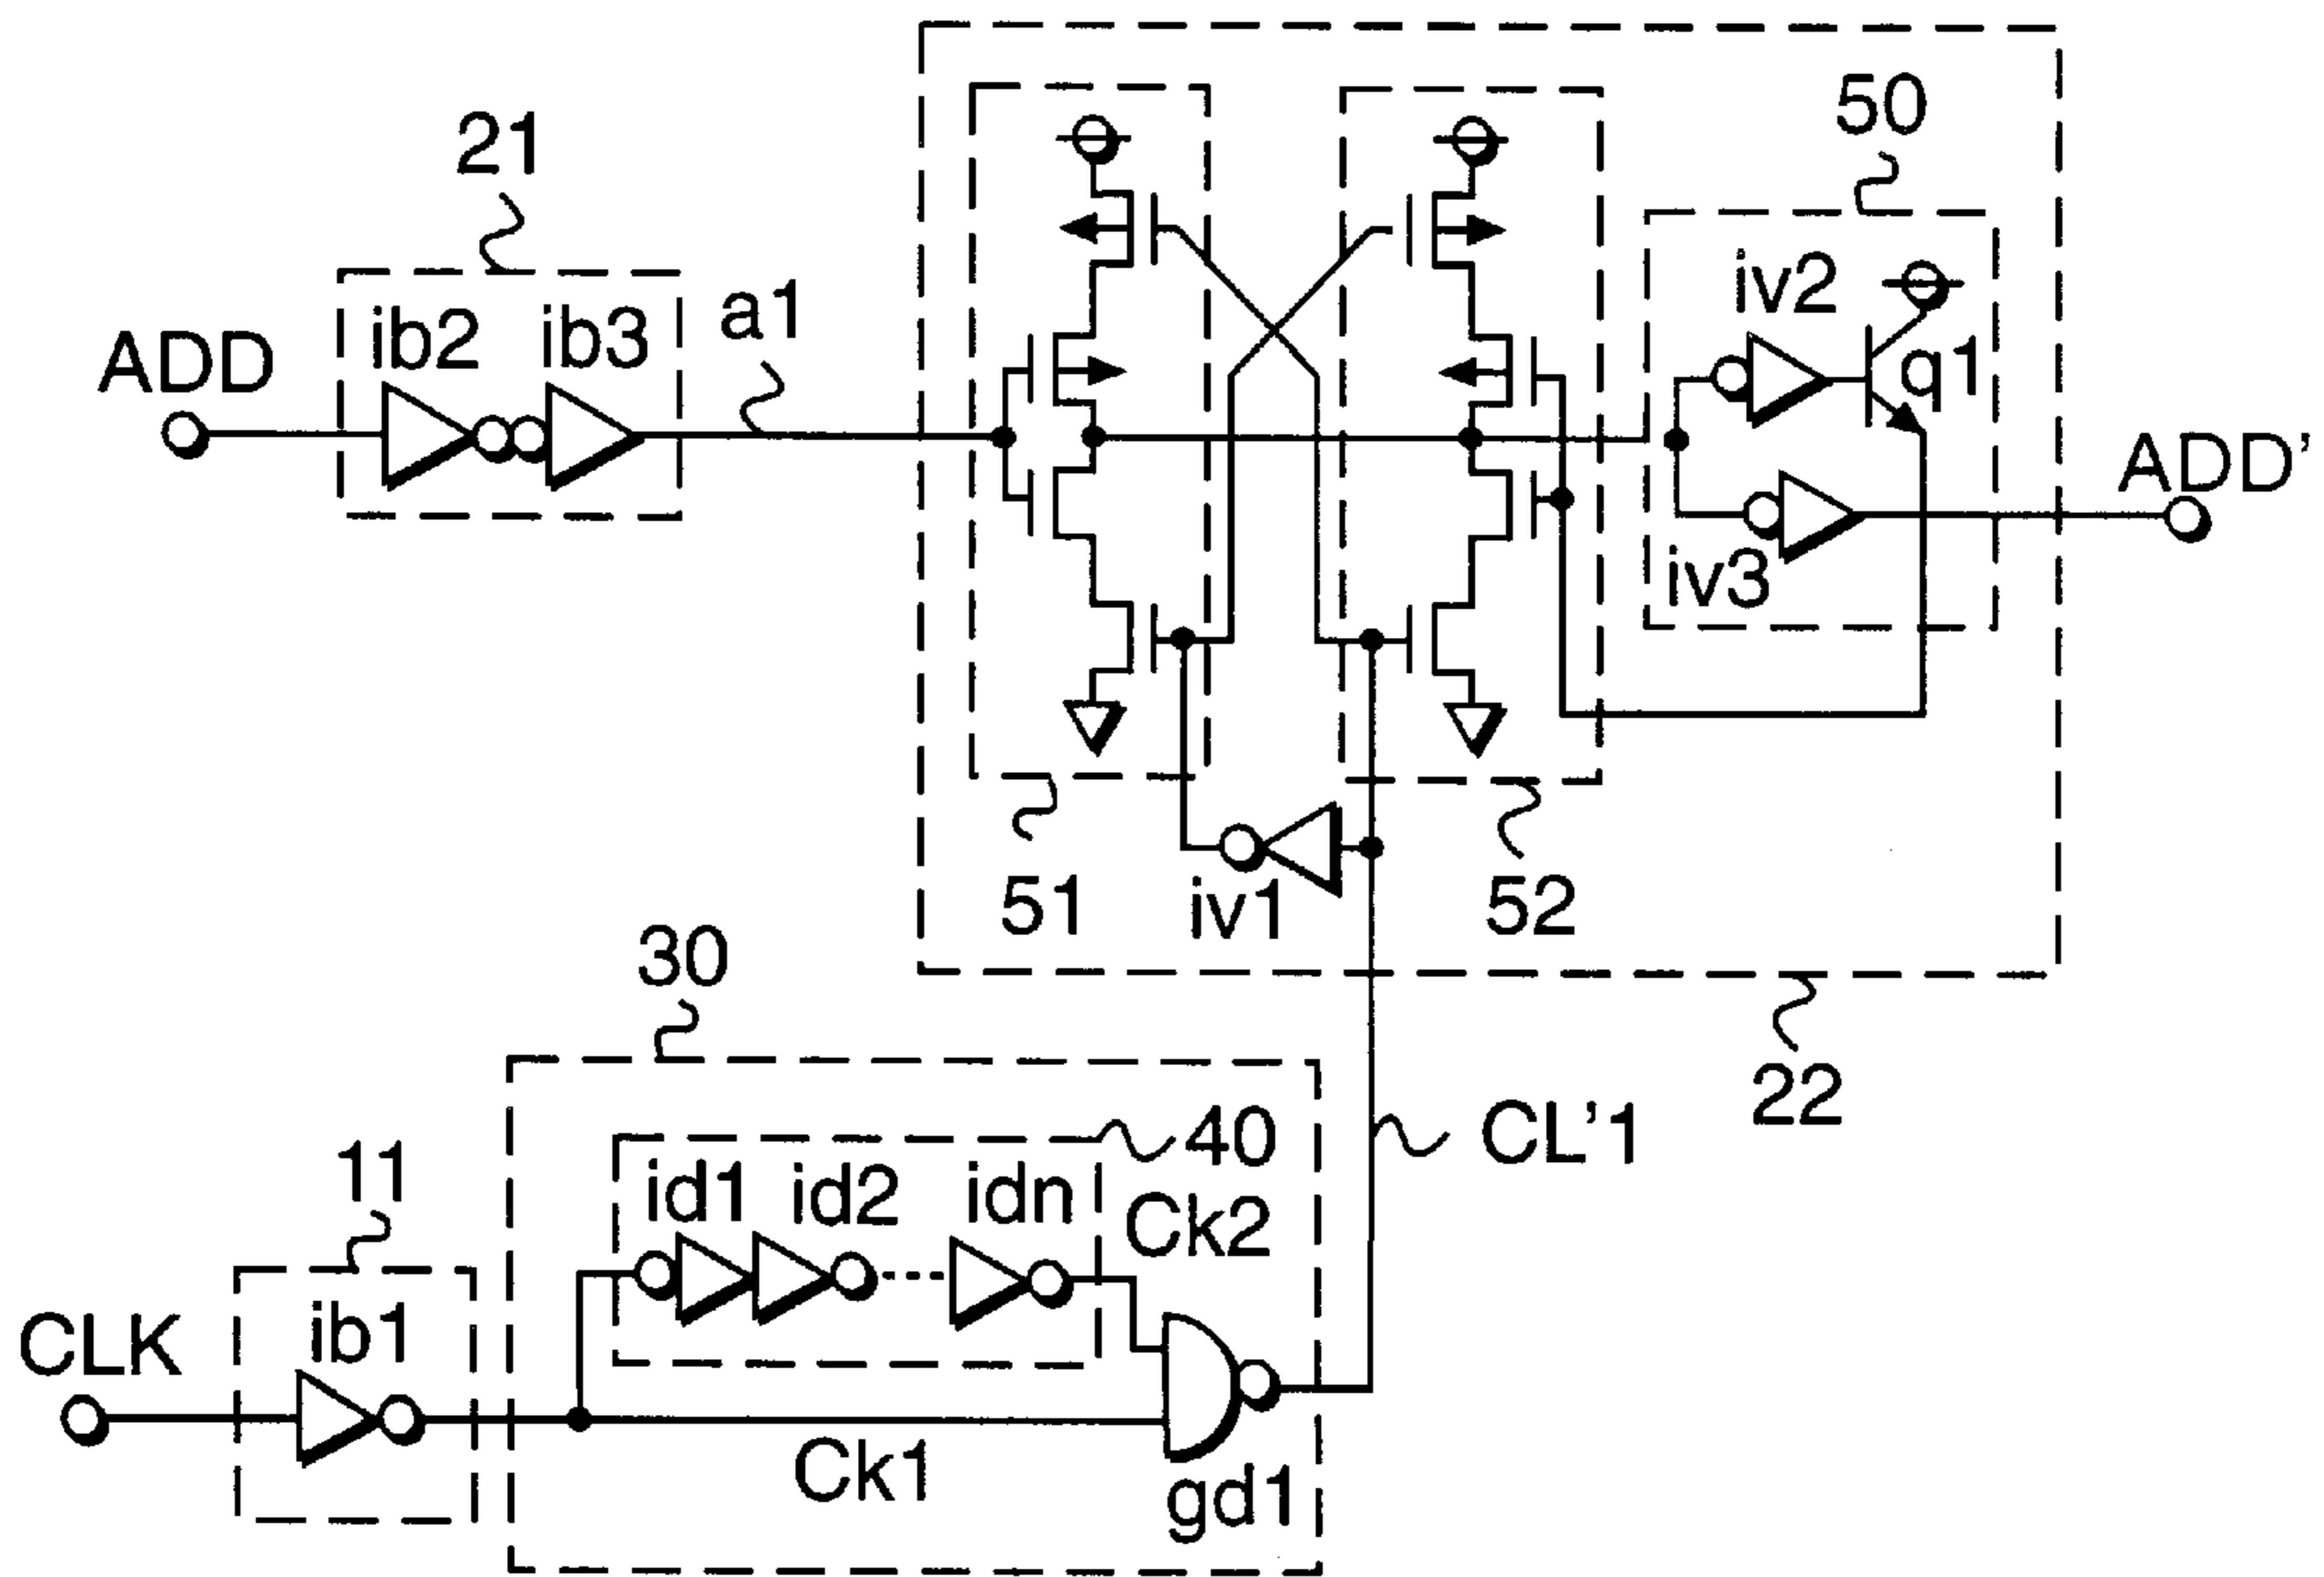 50
21
iv2
ib2
ib3
a1
q1
ADD
ADD'
iv3
51
iv1
52
30
22
CL'1
40
11
id1
id2
idn
Ck2
CLK
ib1
Ck1
gd1